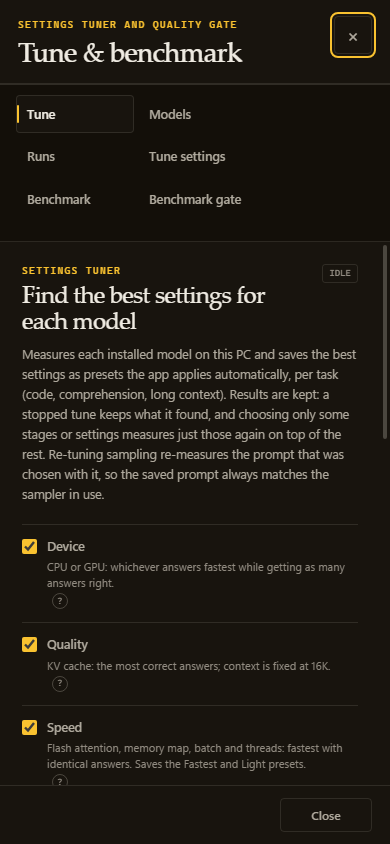 SETTINGS TUNER AND QUALITY GATE
Tune & benchmark
×
Tune
Models
Runs
Tune settings
Benchmark
Benchmark gate
SETTINGS TUNER
IDLE
Find the best settings for
each model
Measures each installed model on this PC and saves the best
settings as presets the app applies automatically, per task
(code, comprehension, long context). Results are kept: a
stopped tune keeps what it found, and choosing only some
stages or settings measures just those again on top of the
rest. Re-tuning sampling re-measures the prompt that was
chosen with it, so the saved prompt always matches the
sampler in use.
Device
CPU or GPU: whichever answers fastest while getting as many
answers right.
?
Quality
KV cache: the most correct answers; context is fixed at 16K.
?
Speed
Flash attention, memory map, batch and threads: fastest with
identical answers. Saves the Fastest and Light presets.
?
Close